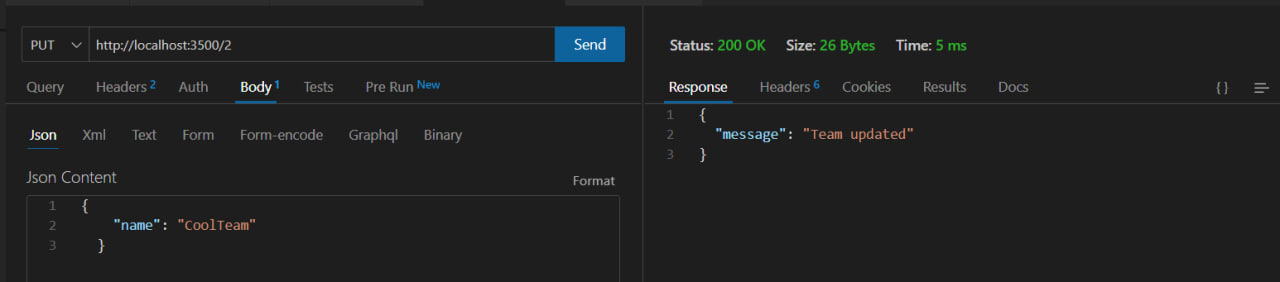 PUT http://localhost:3500/2 Send
Query Headers 2 Auth Body 1 Tests Pre Run New
Json Xml Text Form Form-encode Graphql Binary
Json Content
Format
1 {
2 "name": "CoolTeam"
3 }
Status: 200 OK Size: 26 Bytes Time: 5 ms
Response Headers 6 Cookies Results Docs { }
1 {
2 "message": "Team updated"
3 }